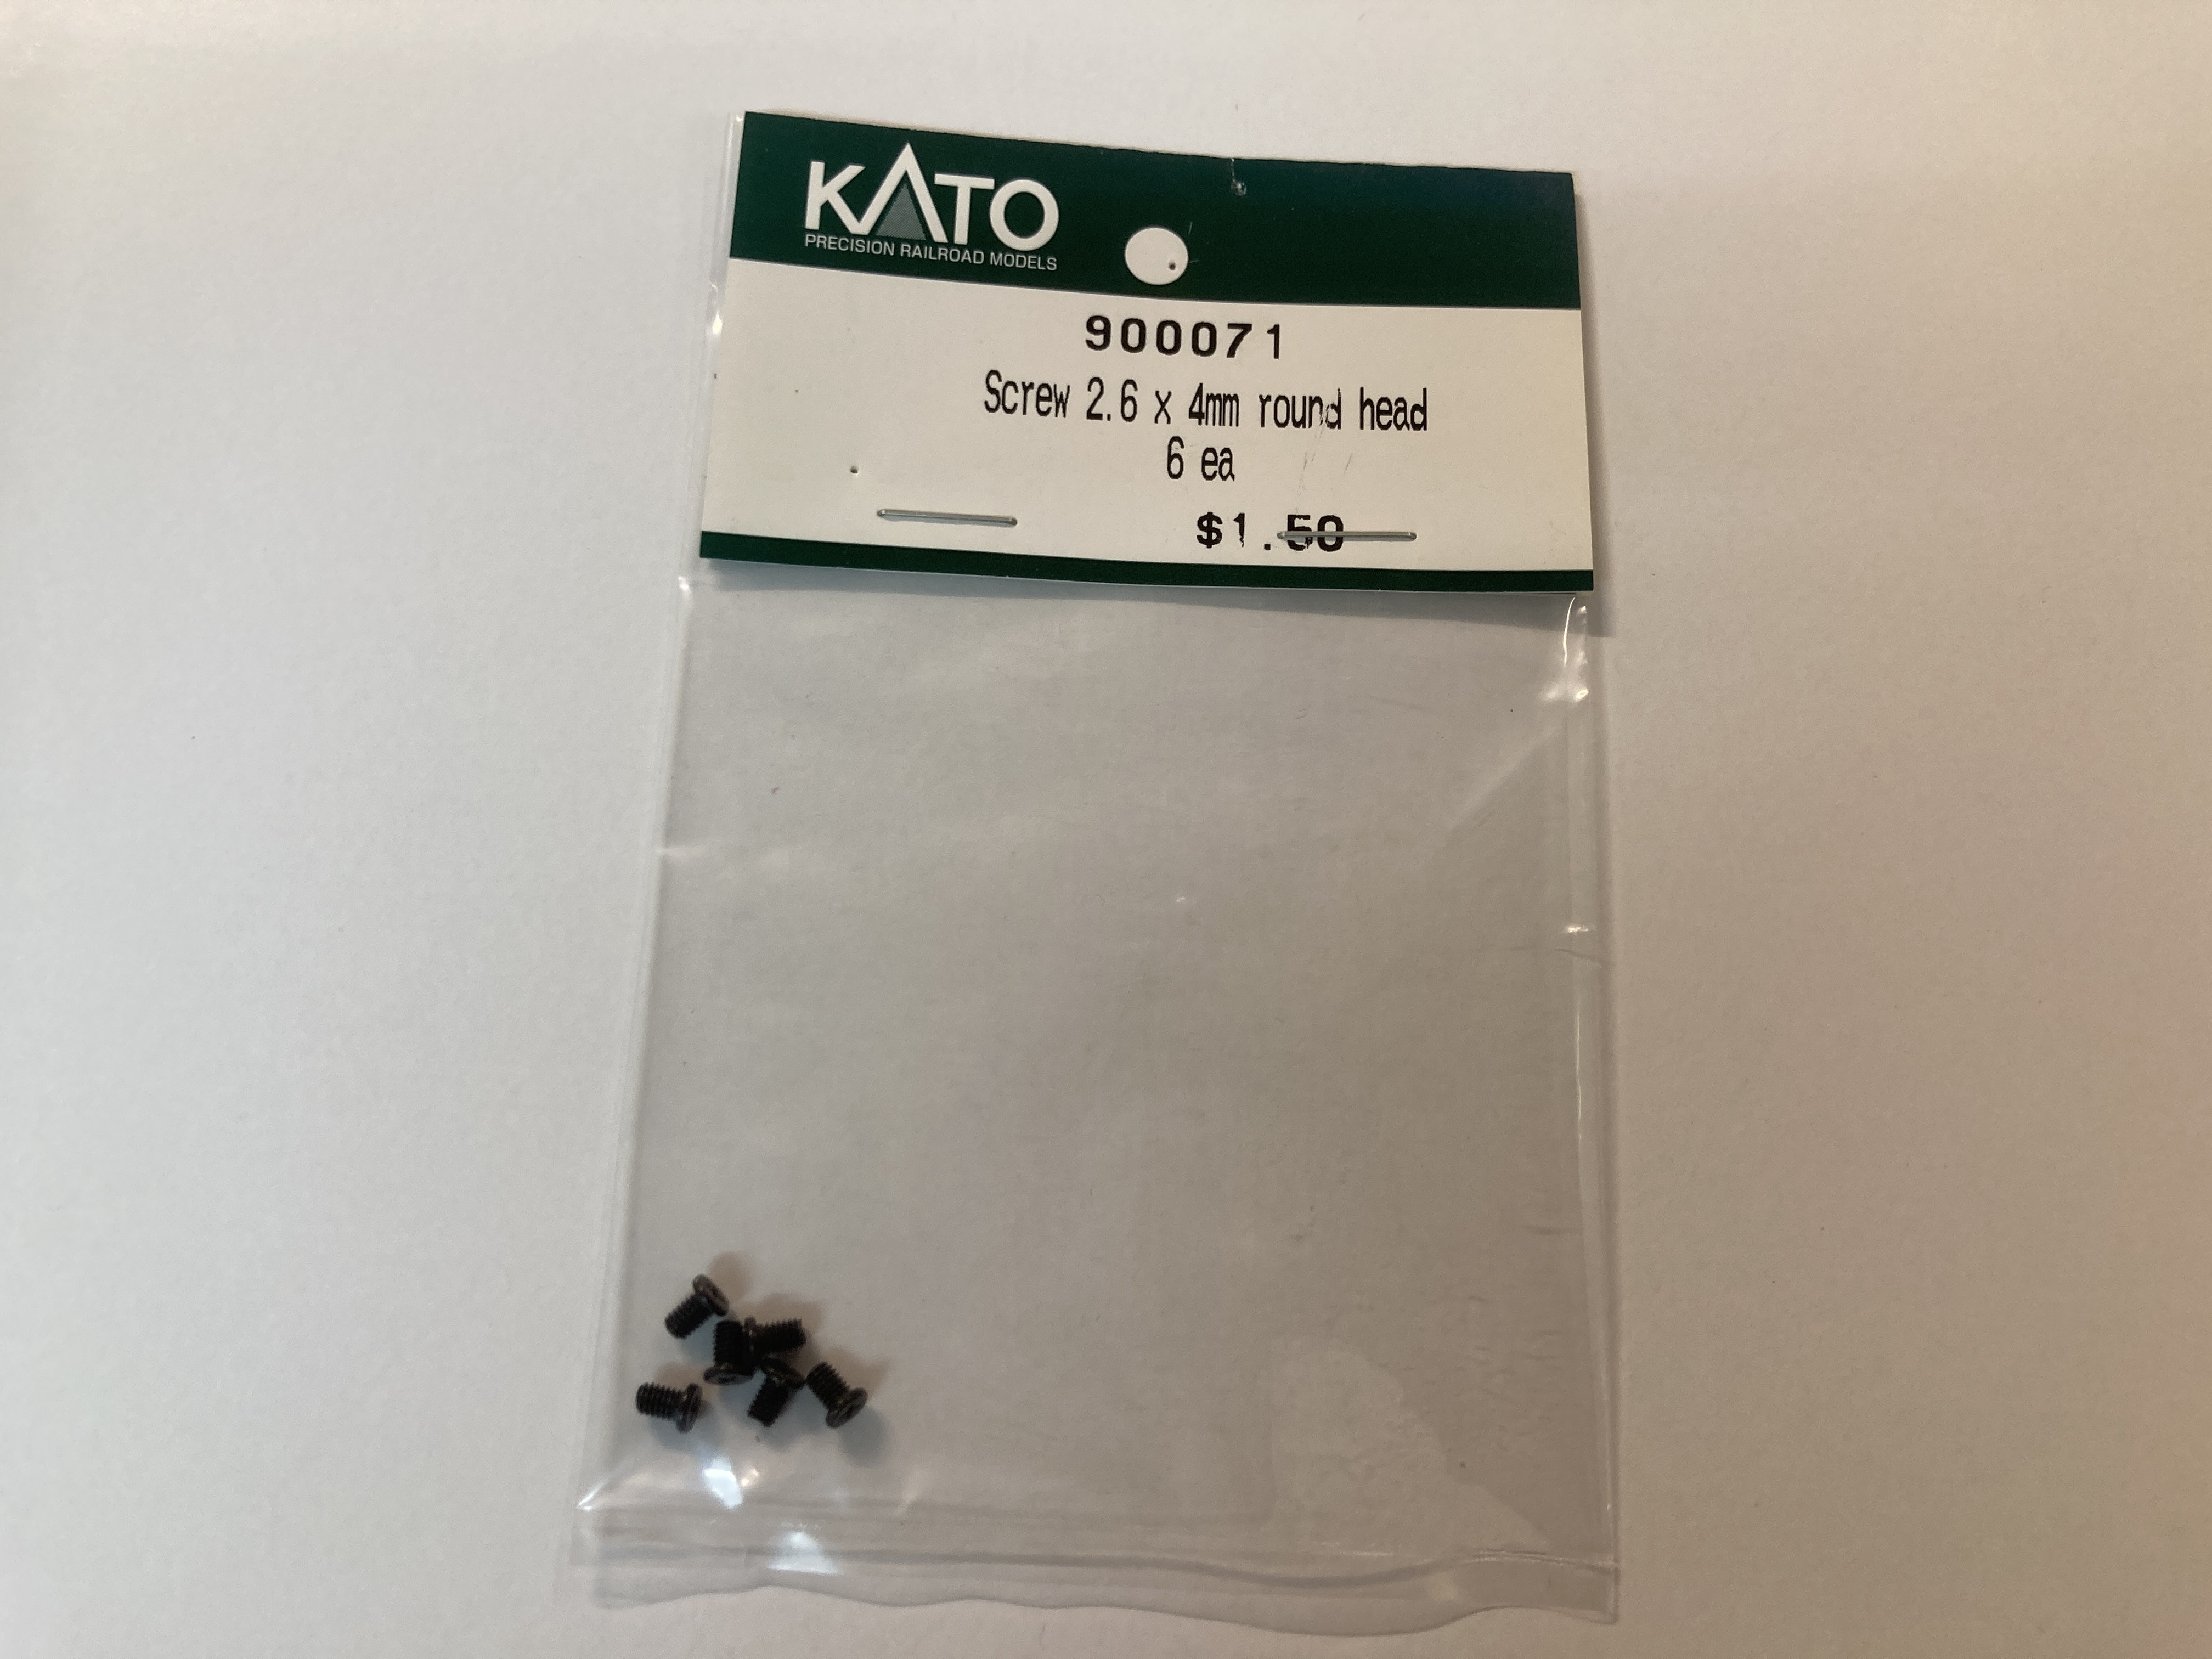 KATO
PRECISION RAILROAD MODELS
900071
Screw 2.6 x 4mm round head
6 ea
$1.50